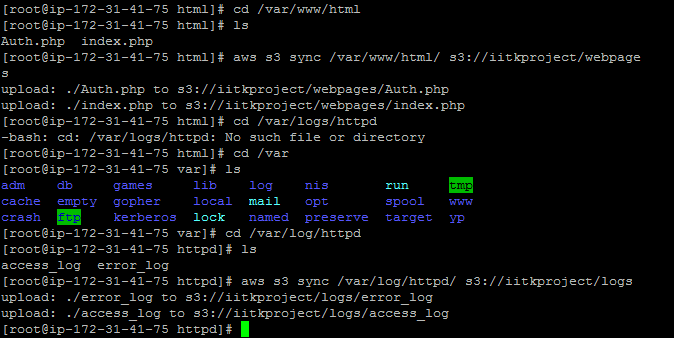 [root@ip-172-31-41-75 html]# cd /var/www/html
[root@ip-172-31-41-75 html]# ls
Auth.php  index.php
[root@ip-172-31-41-75 html]# aws s3 sync /var/www/html/ s3://iitkproject/webpage
s
upload: ./Auth.php to s3://iitkproject/webpages/Auth.php
upload: ./index.php to s3://iitkproject/webpages/index.php
[root@ip-172-31-41-75 html]# cd /var/logs/httpd
-bash: cd: /var/logs/httpd: No such file or directory
[root@ip-172-31-41-75 html]# cd /var
[root@ip-172-31-41-75 var]# ls
adm    db     games     lib    log    nis       run     tmp
cache  empty  gopher    local  mail   opt       spool   www
crash  ftp    kerberos  lock   named  preserve  target  yp
[root@ip-172-31-41-75 var]# cd /var/log/httpd
[root@ip-172-31-41-75 httpd]# ls
access_log  error_log
[root@ip-172-31-41-75 httpd]# aws s3 sync /var/log/httpd/ s3://iitkproject/logs
upload: ./error_log to s3://iitkproject/logs/error_log
upload: ./access_log to s3://iitkproject/logs/access_log
[root@ip-172-31-41-75 httpd]#